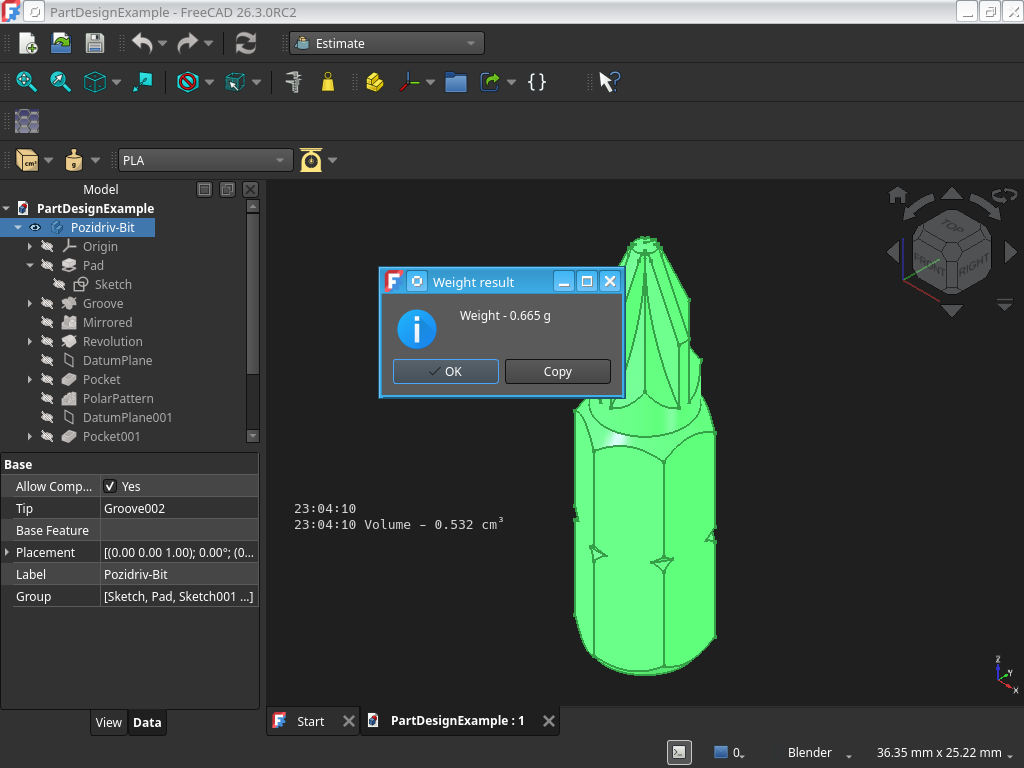 PartDesignExample - FreeCAD 26.3.0RC2
Estimate
{}
cm³
g
PLA
Model
PartDesignExample
Pozidriv-Bit
Origin
Pad
Sketch
Groove
Mirrored
Revolution
DatumPlane
Pocket
PolarPattern
DatumPlane001
Pocket001
Base
Allow Comp... Yes
Tip Groove002
Base Feature
Placement [(0.00 0.00 1.00); 0.00°; (0...
Label Pozidriv-Bit
Group [Sketch, Pad, Sketch001 ...]
View Data
TOP
FRONT RIGHT
Weight result
Weight - 0.665 g
OK Copy
23:04:10
23:04:10 Volume - 0.532 cm³
Z
Y
X
Start PartDesignExample : 1
0 Blender 36.35 mm x 25.22 mm